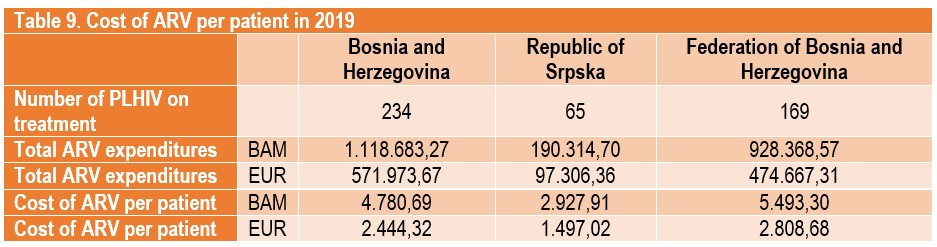 Table 9. Cost of ARV per patient in 2019
Bosnia and Herzegovina Republic of Srpska Federation of Bosnia and Herzegovina
Number of PLHIV on treatment 234 65 169
Total ARV expenditures BAM 1.118.683,27 190.314,70 928.368,57
Total ARV expenditures EUR 571.973,67 97.306,36 474.667,31
Cost of ARV per patient BAM 4.780,69 2.927,91 5.493,30
Cost of ARV per patient EUR 2.444,32 1.497,02 2.808,68